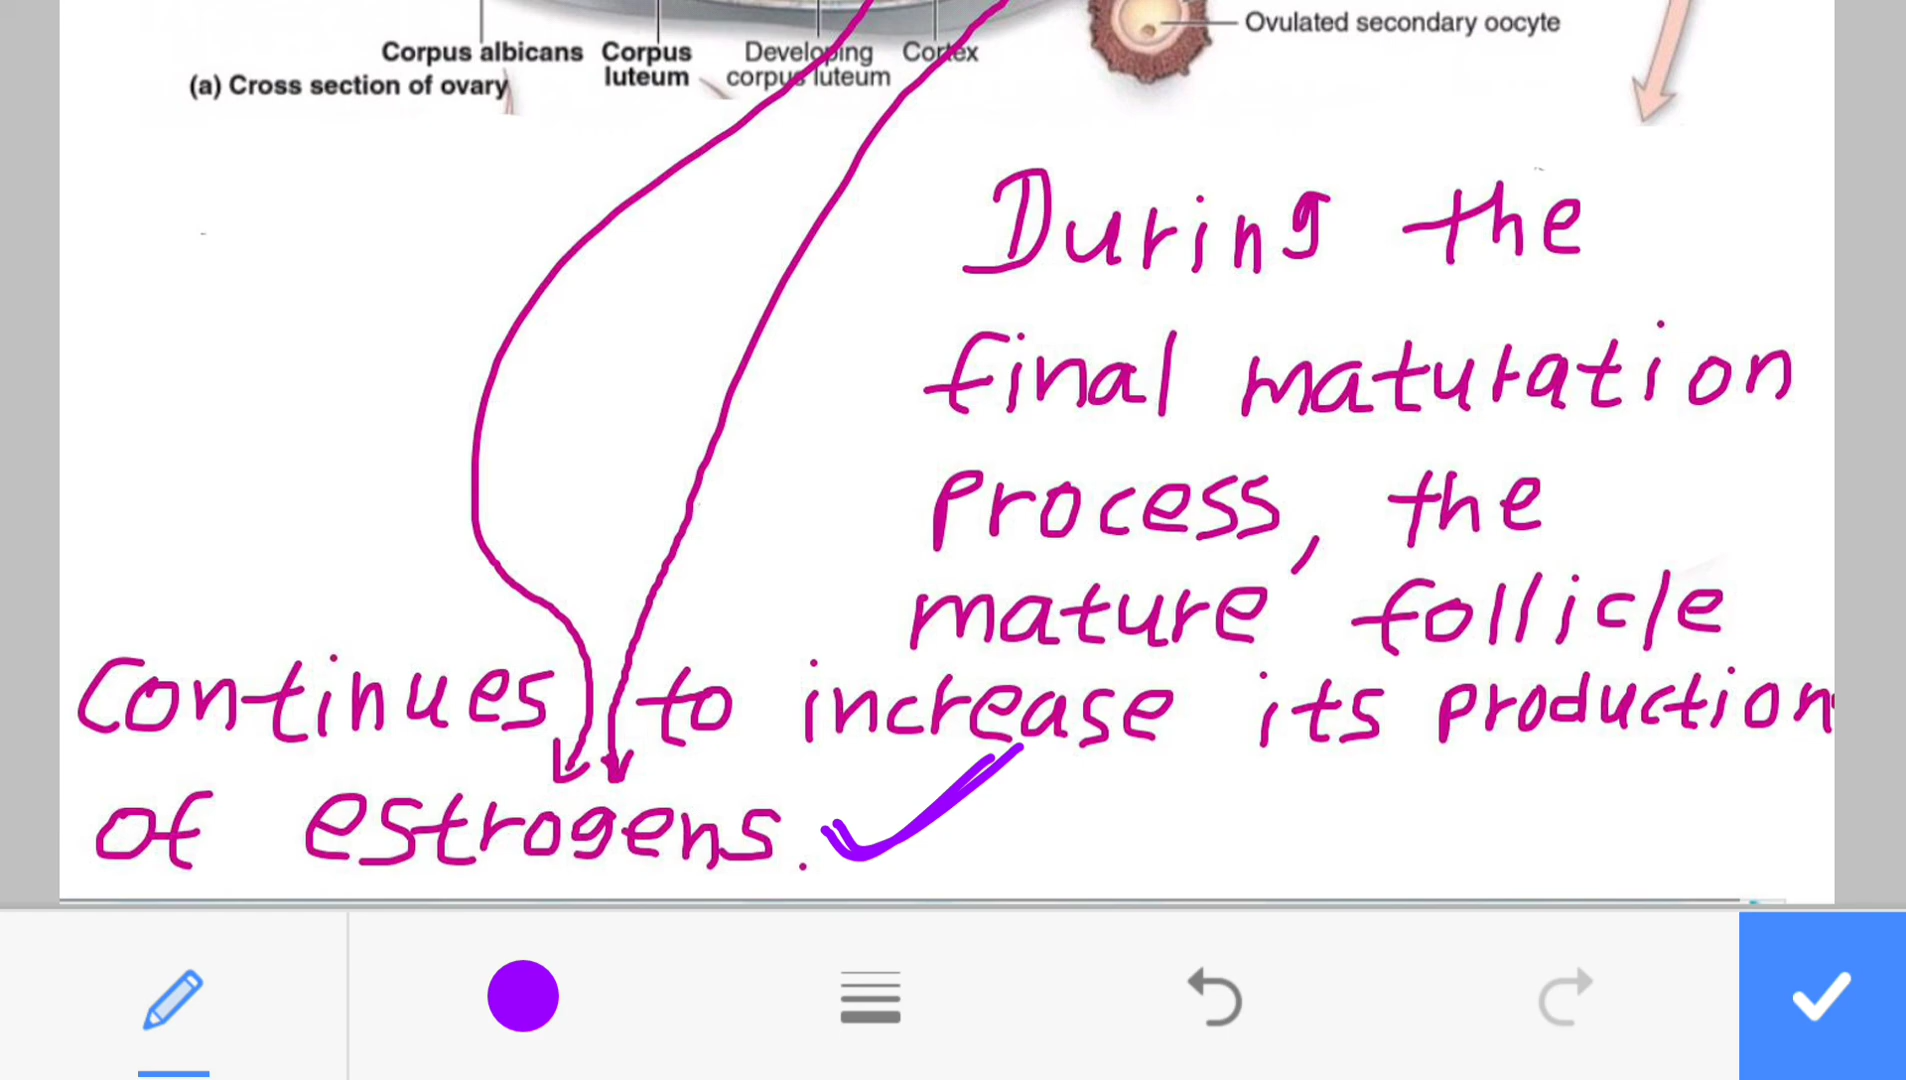 Ovulated secondary oocyte
Corpus albicans Corpus luteum Developing corpus luteum Cortex
(a) Cross section of ovary
During the
final maturation
process, the
mature follicle
continues to increase its production
of estrogens.